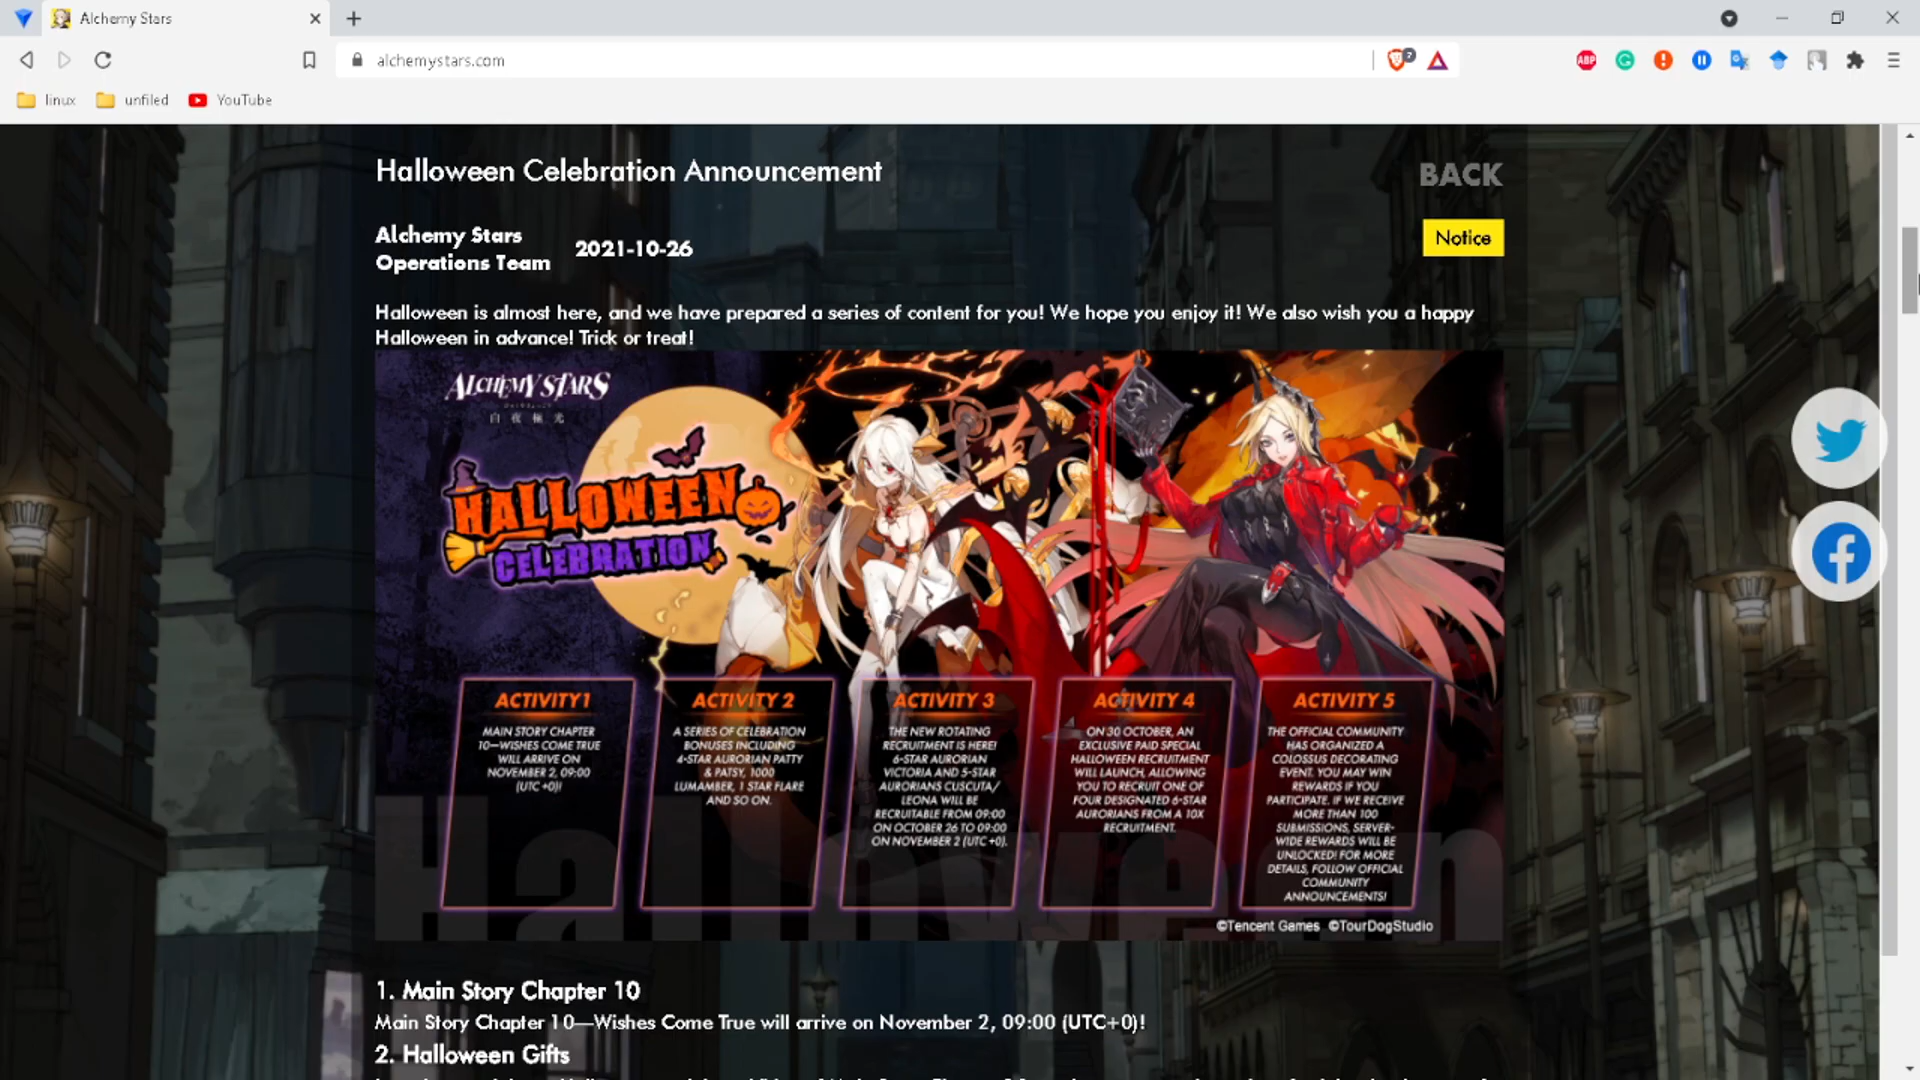 Alchemy Stars
alchemystars.com
7
ABP
linux
unfiled
YouTube
Halloween Celebration Announcement
BACK
Alchemy Stars
Operations Team
2021-10-26
Notice
Halloween is almost here, and we have prepared a series of content for you! We hope you enjoy it! We also wish you a happy
Halloween in advance! Trick or treat!
ALCHEMY STARS
白夜極光
HALLOWEEN
CELEBRATION
ACTIVITY 1
MAIN STORY CHAPTER
10—WISHES COME TRUE
WILL ARRIVE ON
NOVEMBER 2, 09:00
(UTC +0)!
ACTIVITY 2
A SERIES OF CELEBRATION
BONUSES INCLUDING
4-STAR AURORIAN PATTY
& PATSY, 1000
LUMAMBER, 1 STAR FLARE
AND SO ON.
ACTIVITY 3
THE NEW ROTATING
RECRUITMENT IS HERE!
6-STAR AURORIAN
VICTORIA AND 5-STAR
AURORIANS CUSCUTA/
LEONA WILL BE
RECRUITABLE FROM 09:00
ON OCTOBER 26 TO 09:00
ON NOVEMBER 2 (UTC +0).
ACTIVITY 4
ON 30 OCTOBER, AN
EXCLUSIVE PAID SPECIAL
HALLOWEEN RECRUITMENT
WILL LAUNCH, ALLOWING
YOU TO RECRUIT ONE OF
FOUR DESIGNATED 6-STAR
AURORIANS FROM A 10X
RECRUITMENT.
ACTIVITY 5
THE OFFICIAL COMMUNITY
HAS ORGANIZED A
COLOSSUS DECORATING
EVENT. YOU MAY WIN
REWARDS IF YOU
PARTICIPATE. IF WE RECEIVE
MORE THAN 100
SUBMISSIONS, SERVER-
WIDE REWARDS WILL BE
UNLOCKED! FOR MORE
DETAILS, FOLLOW OFFICIAL
COMMUNITY
ANNOUNCEMENTS!
Halloween
©Tencent Games ©TourDogStudio
1. Main Story Chapter 10
Main Story Chapter 10—Wishes Come True will arrive on November 2, 09:00 (UTC+0)!
2. Halloween Gifts